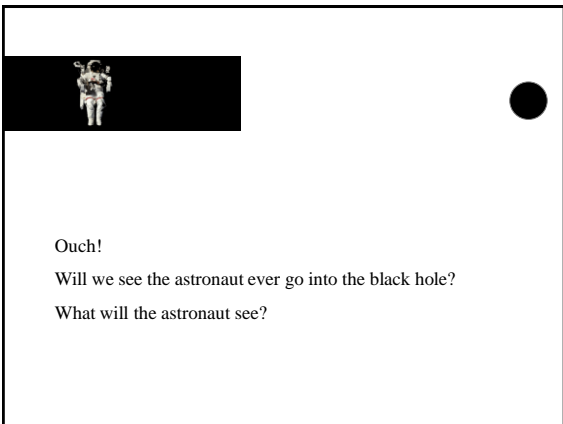 Ouch!
Will we see the astronaut ever go into the black hole?
What will the astronaut see?